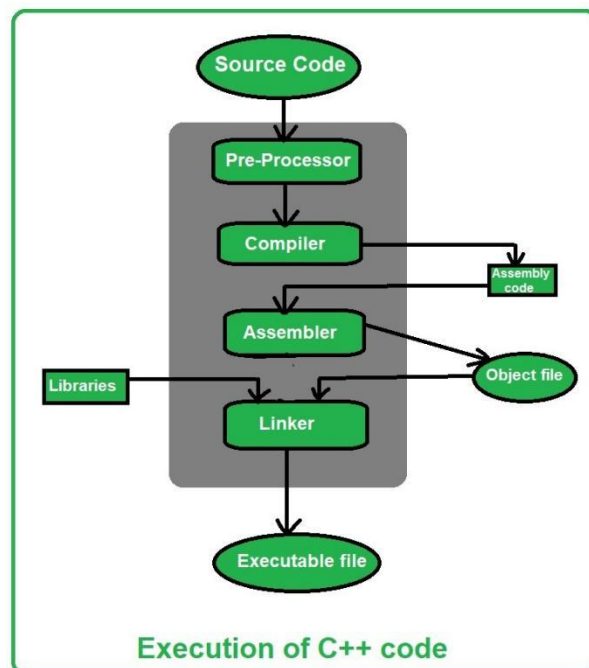 Source Code
Pre-Processor
Compiler
Assembly
code
Assembler
Libraries
Object file
Linker
Executable file
Execution of C++ code